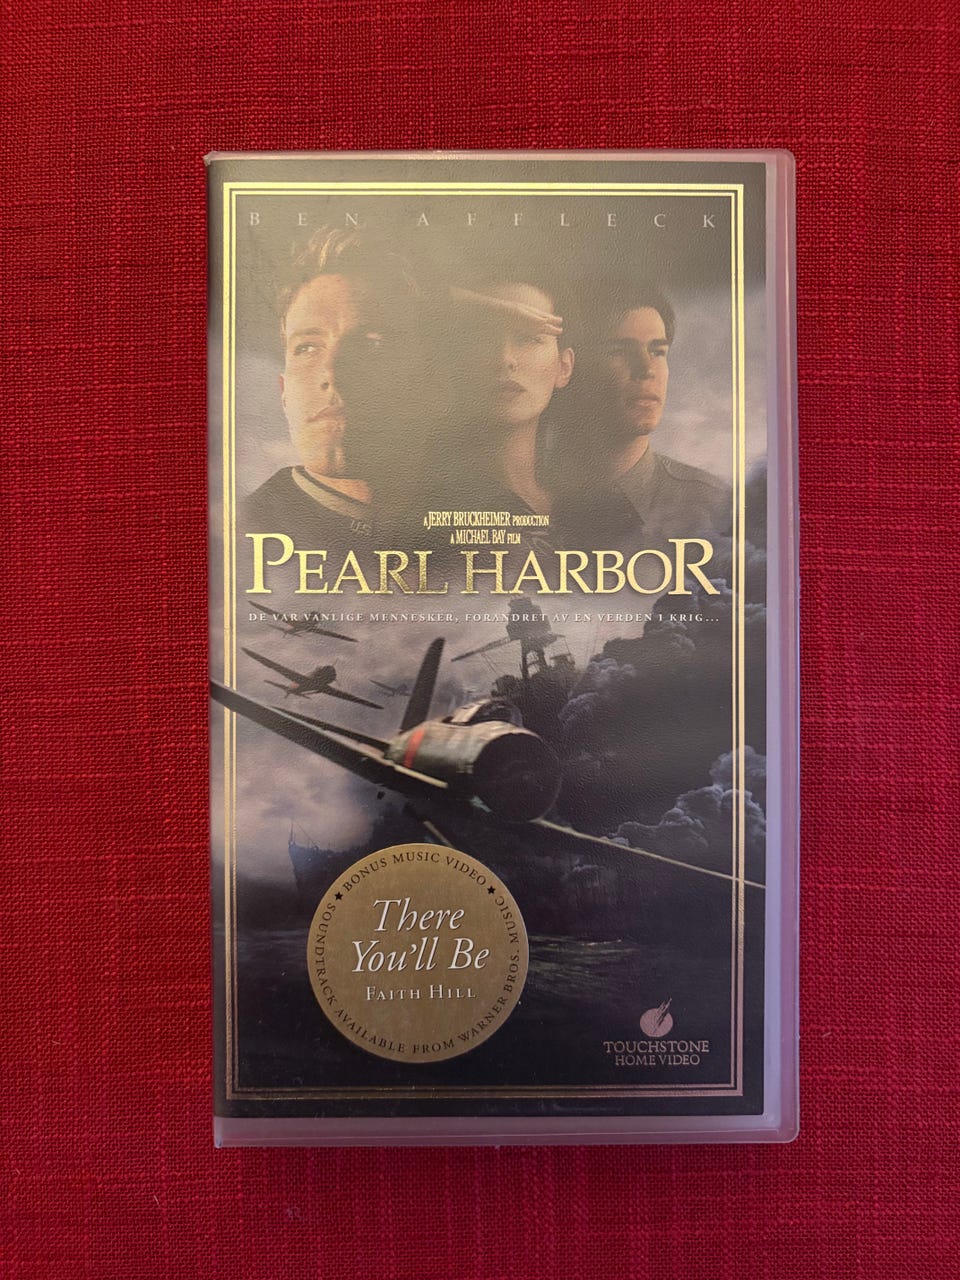 BEN AFFLECK
A JERRY BRUCKHEIMER PRODUCTION
A MICHAEL BAY FILM
PEARL HARBOR
DE VAR VANLIGE MENNESKER, FORANDRET AV EN VERDEN I KRIG...
★ BONUS MUSIC VIDEO ★
There
You'll Be
FAITH HILL
SOUNDTRACK AVAILABLE FROM WARNER BROS. MUSIC
TOUCHSTONE
HOME VIDEO